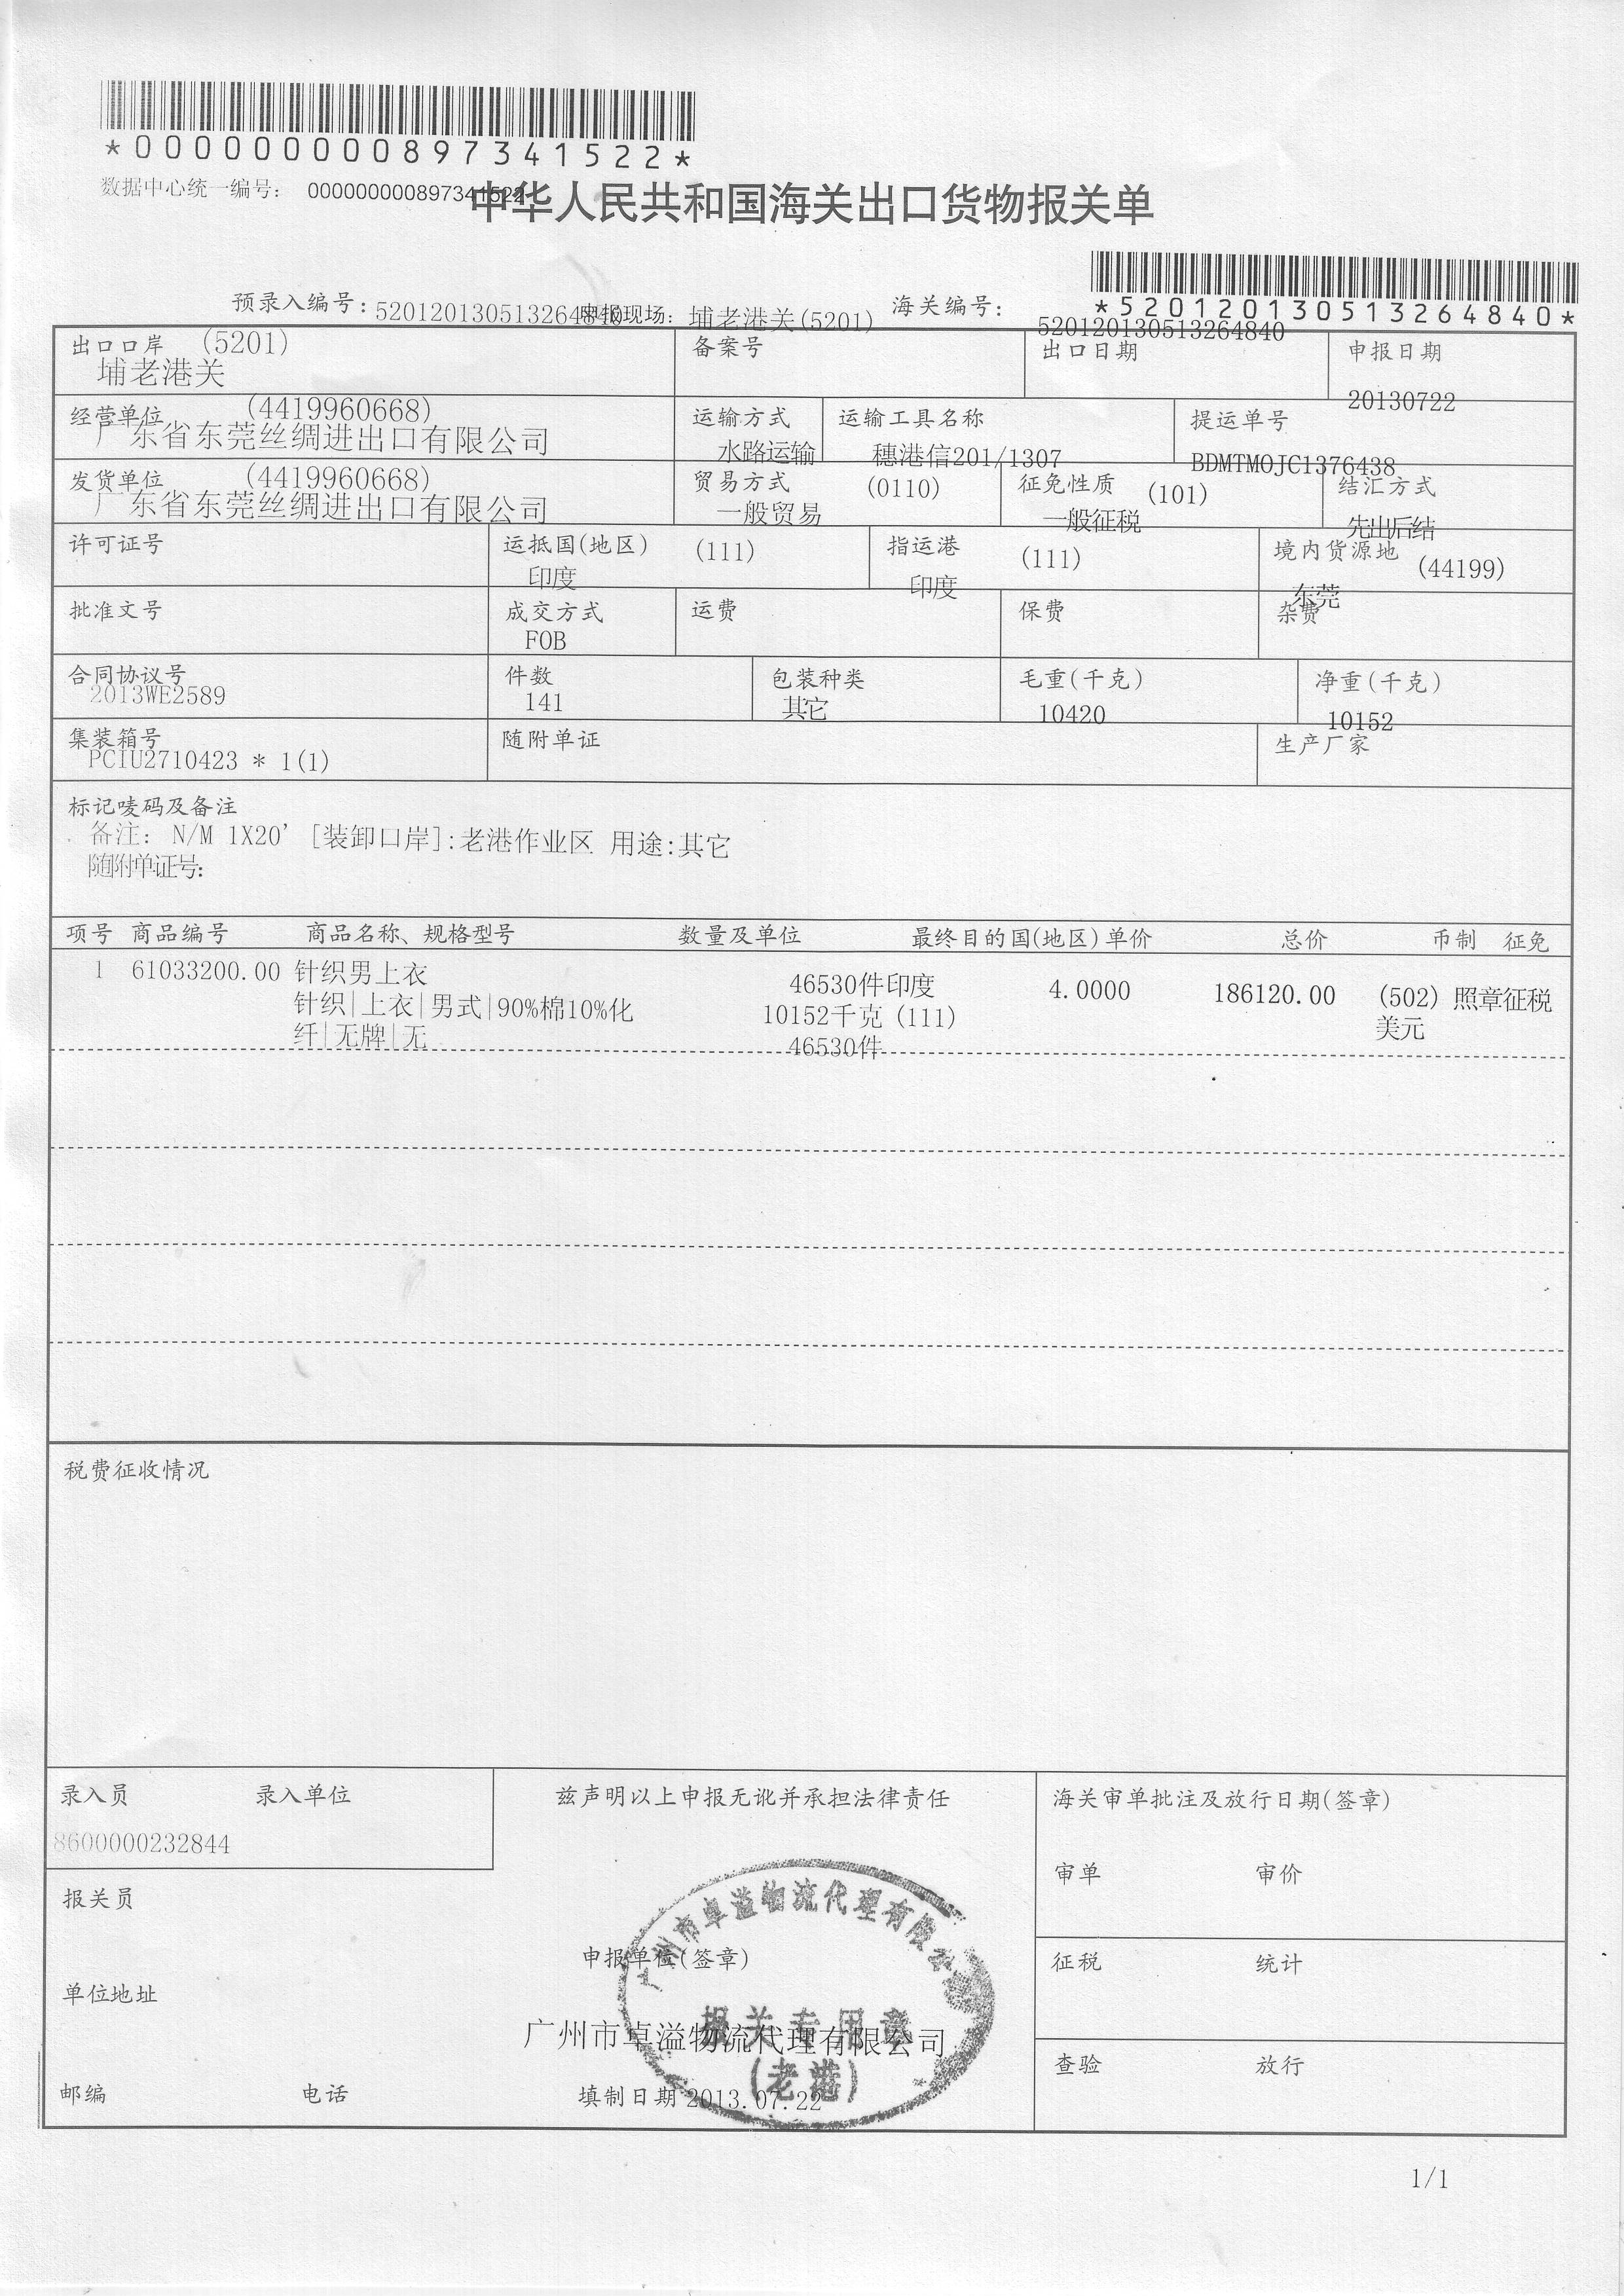 *000000000897341522*
数据中心统一编号： 000000000897341522
中华人民共和国海关出口货物报关单
预录入编号：520120130513264840 申报现场：埔老港关(5201) 海关编号：
*520120130513264840*
520120130513264840
出口口岸 (5201) 备案号 出口日期 申报日期
埔老港关 20130722
经营单位 (4419960668) 运输方式 运输工具名称 提运单号
广东省东莞丝绸进出口有限公司 水路运输 穗港信201/1307 BDMTMOJC1376438
发货单位 (4419960668) 贸易方式 (0110) 征免性质 (101) 结汇方式
广东省东莞丝绸进出口有限公司 一般贸易 一般征税 先出后结
许可证号 运抵国(地区) (111) 指运港 (111) 境内货源地 (44199)
印度 印度 东莞
批准文号 成交方式 运费 保费 杂费
FOB
合同协议号 件数 包装种类 毛重(千克) 净重(千克)
2013WE2589 141 其它 10420 10152
集装箱号 随附单证 生产厂家
PCIU2710423 * 1(1)
标记唛码及备注
备注： N/M 1X20' [装卸口岸]:老港作业区 用途:其它
随附单证号:
项号 商品编号 商品名称、规格型号 数量及单位 最终目的国(地区) 单价 总价 币制 征免
1 61033200.00 针织男上衣 46530件 印度 4.0000 186120.00 (502) 照章征税
针织|上衣|男式|90%棉10%化 10152千克 (111) 美元
纤|无牌|无 46530件
税费征收情况
录入员 录入单位 兹声明以上申报无讹并承担法律责任 海关审单批注及放行日期(签章)
8600000232844
审单 审价
报关员
广州市卓溢物流代理有限公司
申报单位(签章) 征税 统计
单位地址
报关专用章
广州市卓溢物流代理有限公司
(老港)
查验 放行
邮编 电话 填制日期 2013.07.22
1/1